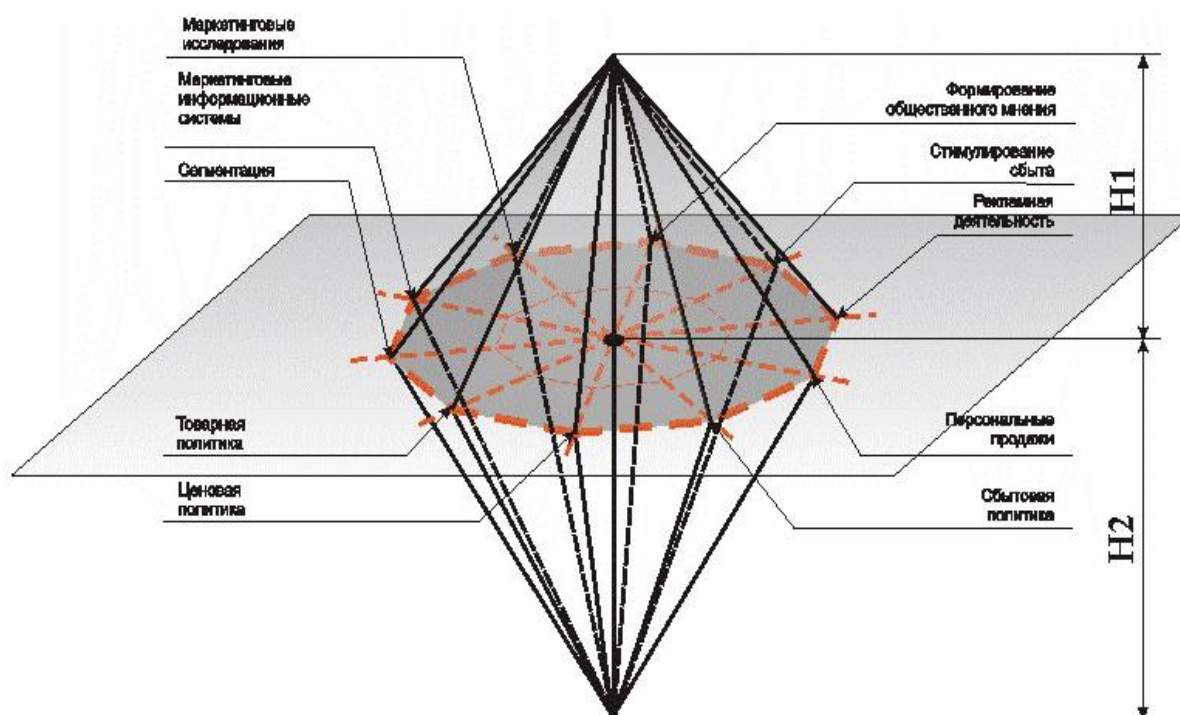 Маркетинговые
исследования
Маркетинговые
информационные
системы
Сегментация
Товарная
политика
Ценовая
политика
Формирование
общественного мнения
Стимулирование
сбыта
Рекламная
деятельность
Персональные
продажи
Сбытовая
политика
H1
H2